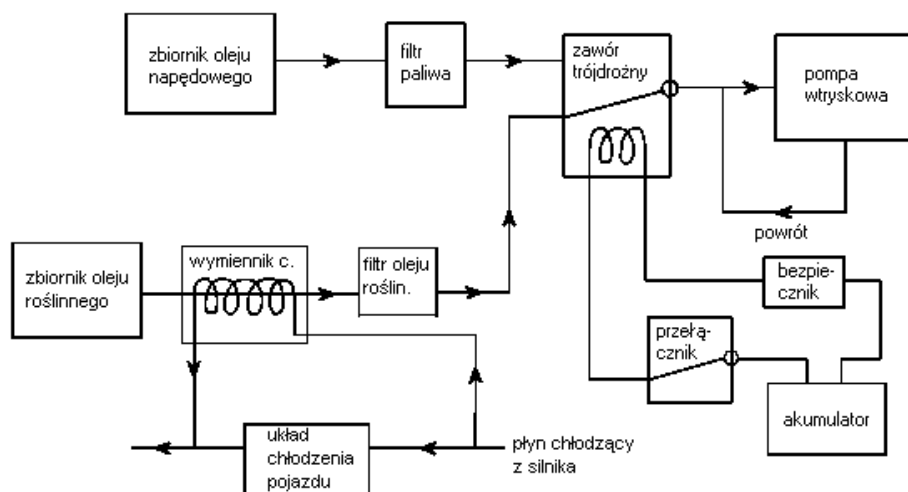 zbiornik oleju
napędowego
filtr
paliwa
zawór
trójdrożny
pompa
wtryskowa
powrót
zbiornik oleju
roślinnego
wymiennik c.
filtr oleju
roślin.
bezpie-
cznik
przełą-
cznik
akumulator
układ
chłodzenia
pojazdu
płyn chłodzący
z silnika